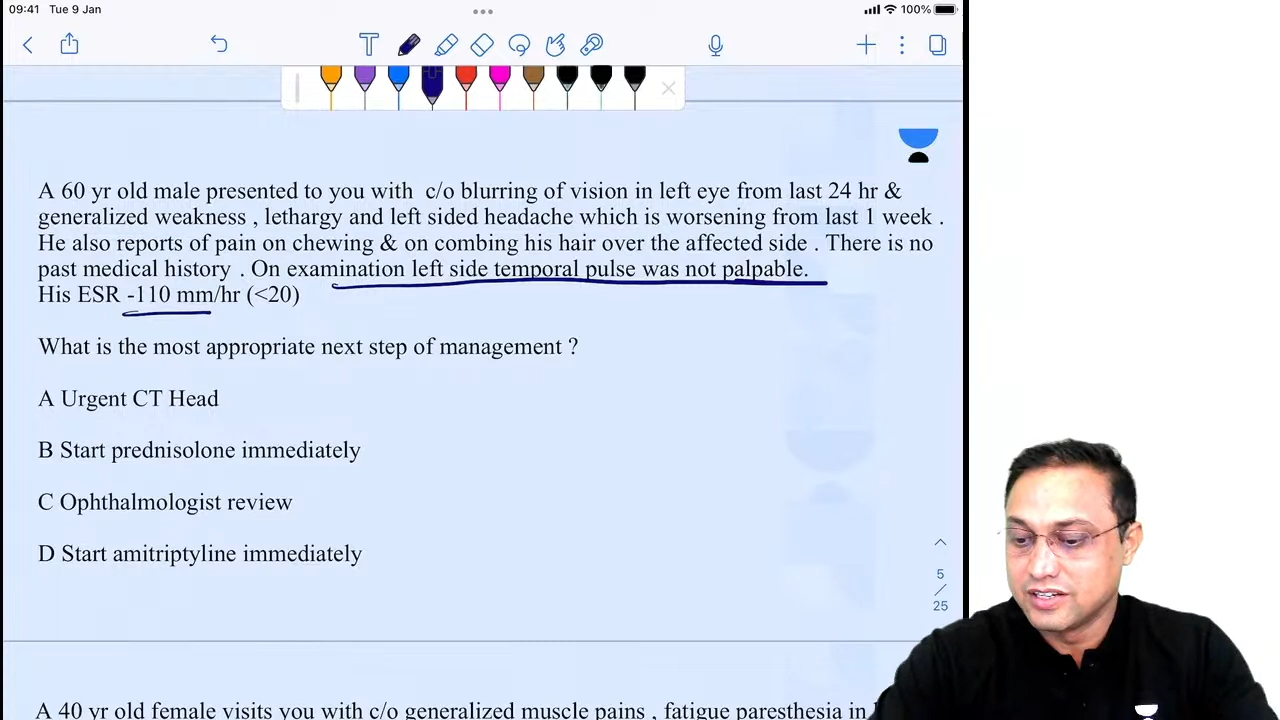 09:41 Tue 9 Jan
100%
T
A 60 yr old male presented to you with c/o blurring of vision in left eye from last 24 hr &
generalized weakness , lethargy and left sided headache which is worsening from last 1 week .
He also reports of pain on chewing & on combing his hair over the affected side . There is no
past medical history . On examination left side temporal pulse was not palpable.
His ESR -110 mm/hr (<20)
What is the most appropriate next step of management ?
A Urgent CT Head
B Start prednisolone immediately
C Ophthalmologist review
D Start amitriptyline immediately
5
/
25
A 40 yr old female visits you with c/o generalized muscle pains , fatigue paresthesia in